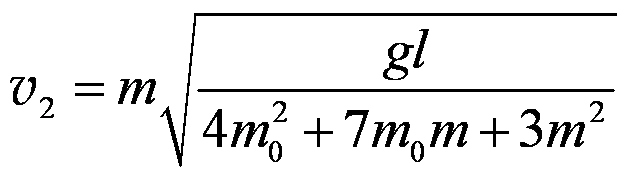 $v_2 = m\sqrt{\frac{gl}{4m_0^2 + 7m_0m + 3m^2}}$